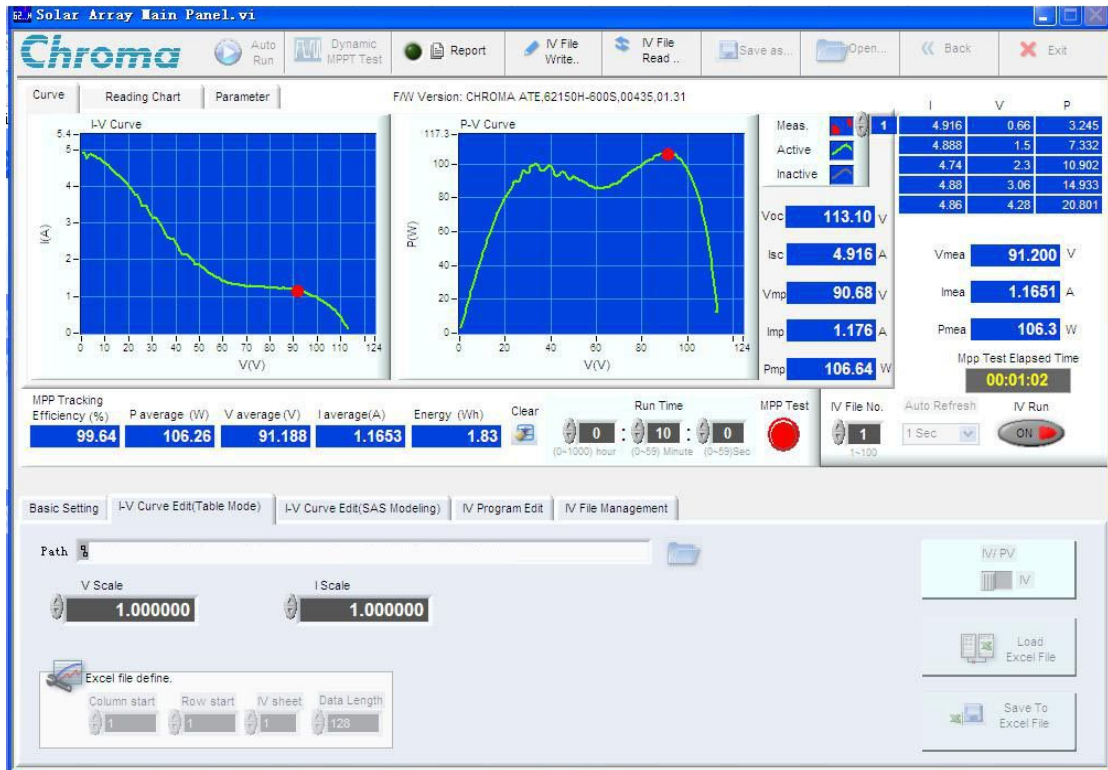 Solar Array Main Panel.vi
Chroma
Auto Run
Dynamic MPPT Test
Report
IV File Write..
IV File Read ..
Save as...
Open...
Back
Exit
Curve
Reading Chart
Parameter
F/W Version: CHROMA ATE,62150H-600S,00435,01.31
I-V Curve
5.4
5
4
3
2
1
0
I(A)
0 10 20 30 40 50 60 70 80 90 100 110 124
V(V)
P-V Curve
117.3
100
80
60
40
20
0
P(W)
0 20 40 60 80 100 124
V(V)
Meas. 1
Active
Inactive
Voc 113.10 V
Isc 4.916 A
Vmp 90.68 V
Imp 1.176 A
Pmp 106.64 W
I V P
4.916 0.66 3.245
4.888 1.5 7.332
4.74 2.3 10.902
4.88 3.06 14.933
4.86 4.28 20.801
Vmea 91.200 V
Imea 1.1651 A
Pmea 106.3 W
Mpp Test Elapsed Time
00:01:02
MPP Tracking
Efficiency (%) P average (W) V average (V) I average(A) Energy (Wh) Clear
99.64 106.26 91.188 1.1653 1.83
Run Time
0 : 10 : 0
(0~1000) hour (0~59) Minute (0~59)Sec
MPP Test
IV File No.
1
1~100
Auto Refresh
1 Sec
IV Run
ON
Basic Setting
I-V Curve Edit(Table Mode)
I-V Curve Edit(SAS Modeling)
IV Program Edit
IV File Management
Path
V Scale
1.000000
I Scale
1.000000
IV/ PV
IV
Load Excel File
Save To Excel File
Excel file define.
Column start Row start IV sheet Data Length
1 1 1 128